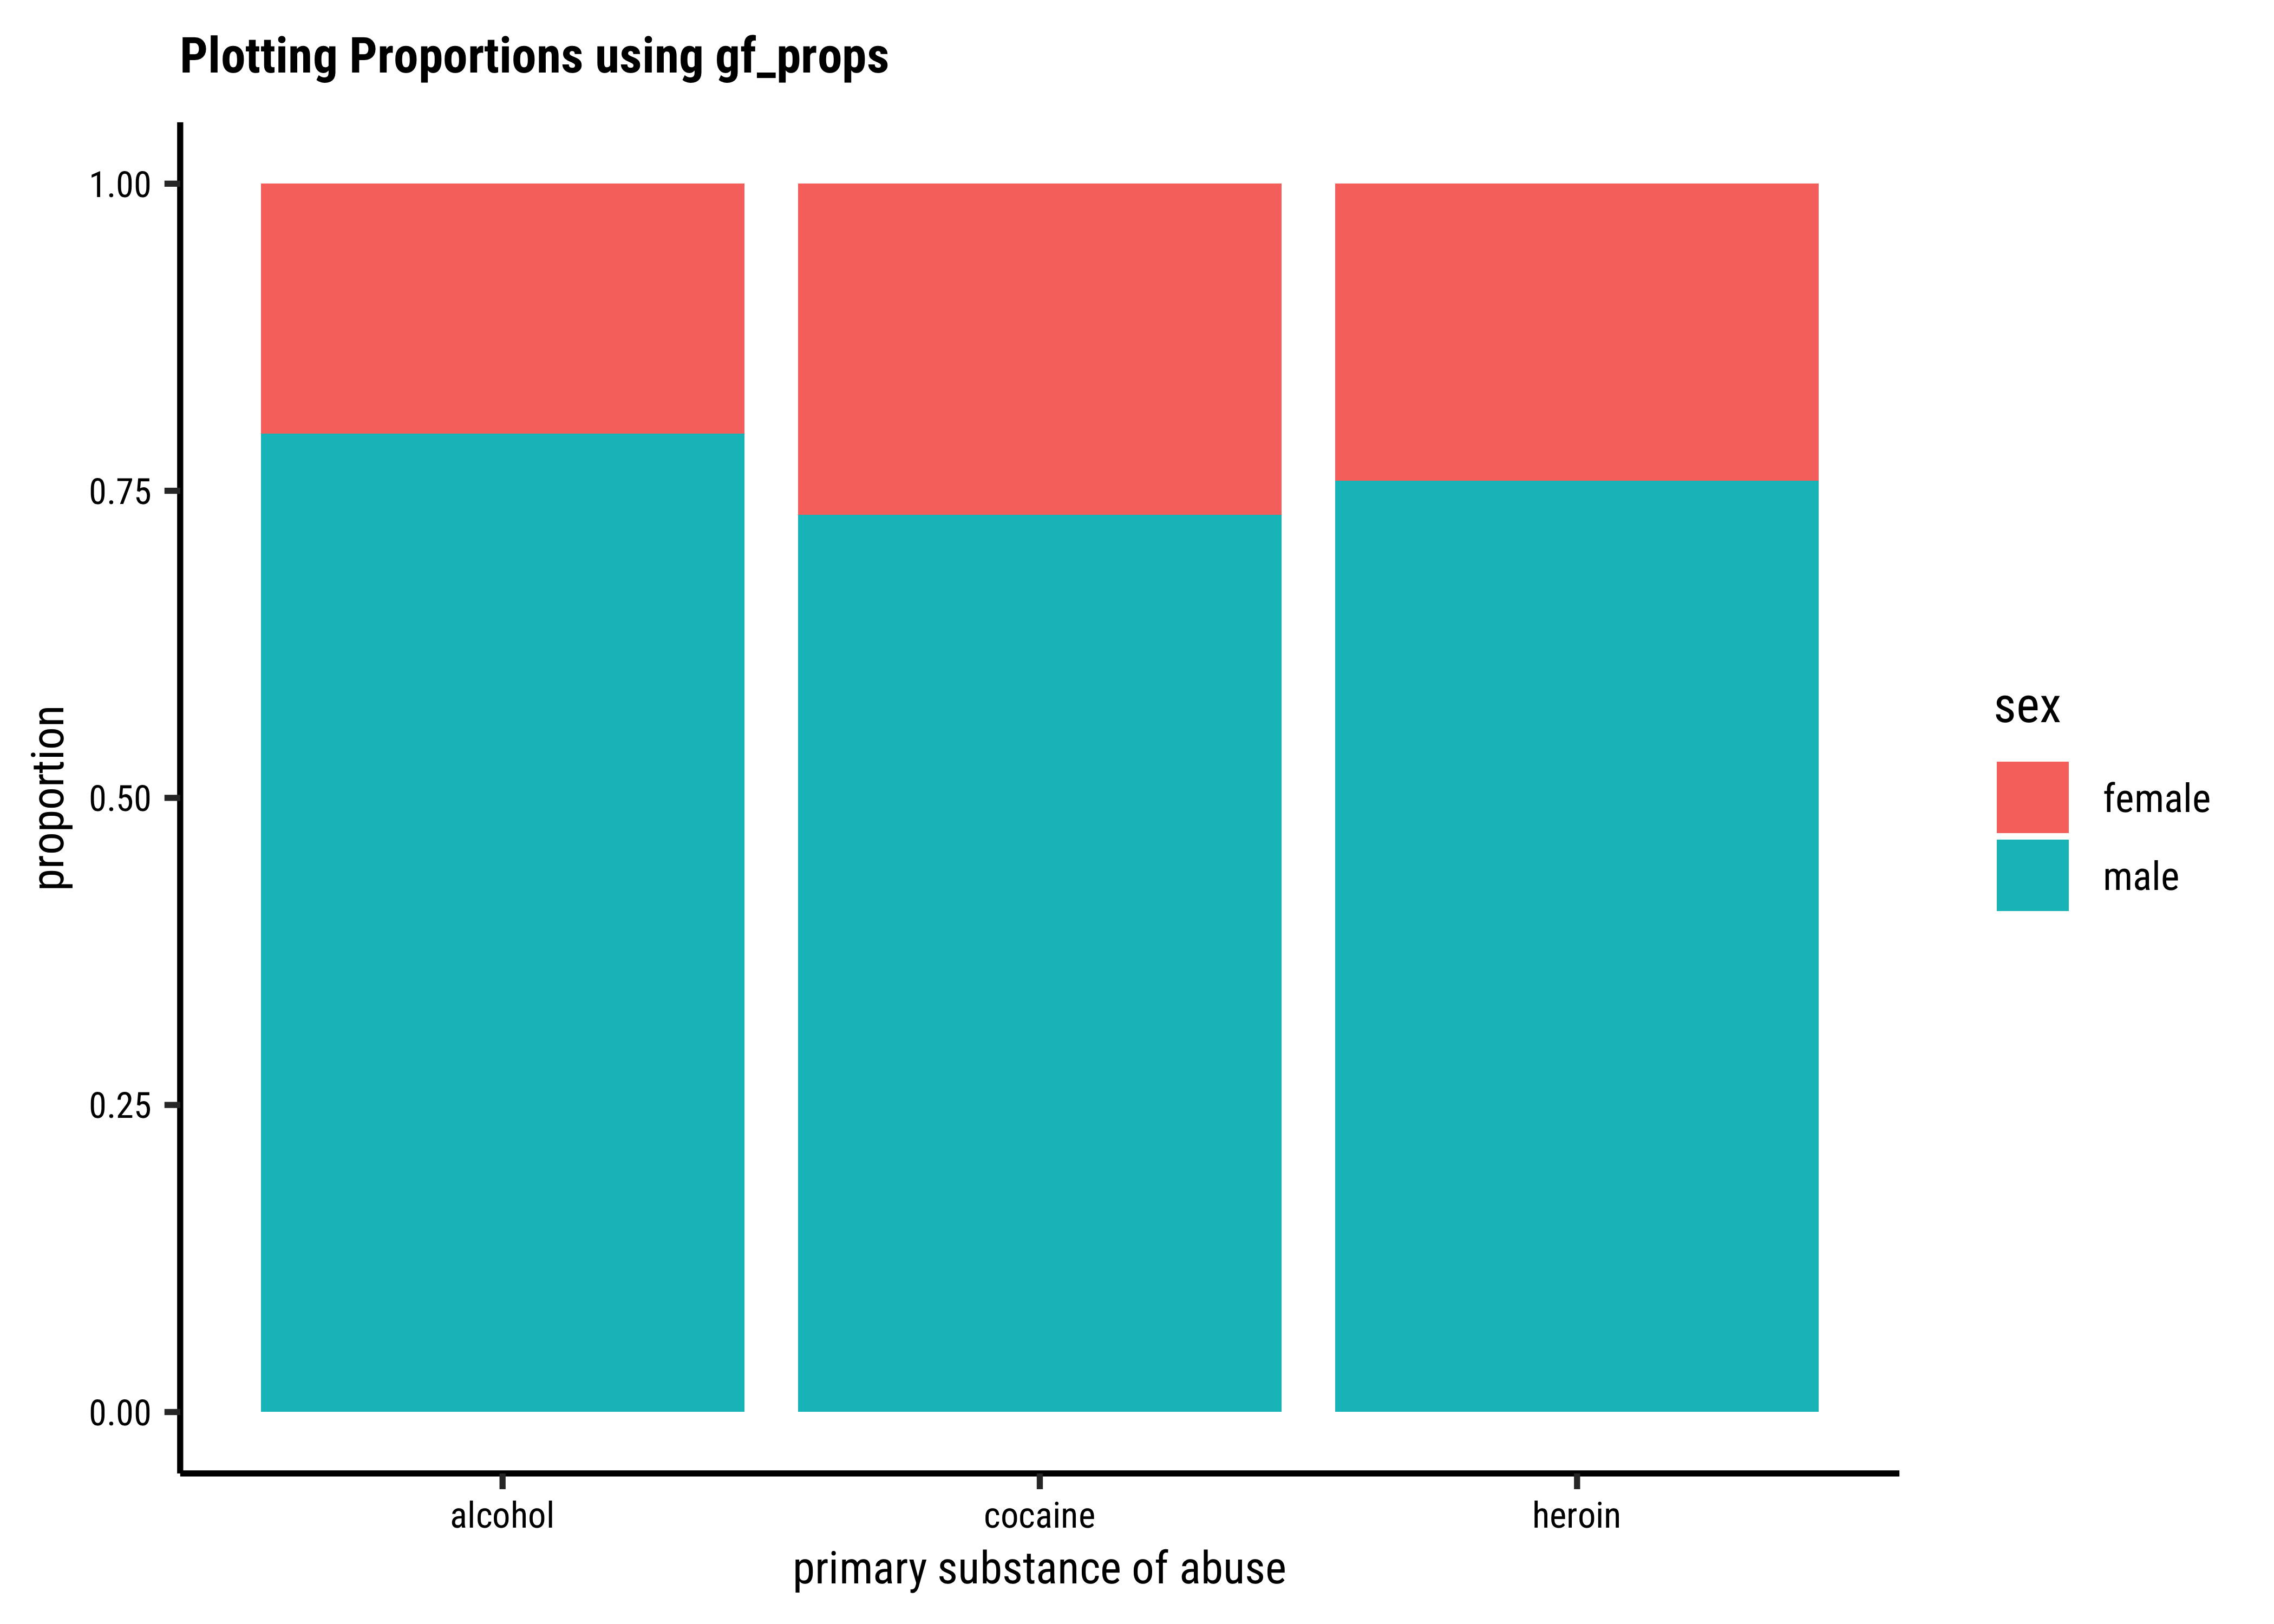 Plotting Proportions using gf_props
1.00
0.75
0.50
0.25
0.00
proportion
alcohol
cocaine
heroin
primary substance of abuse
sex
female
male